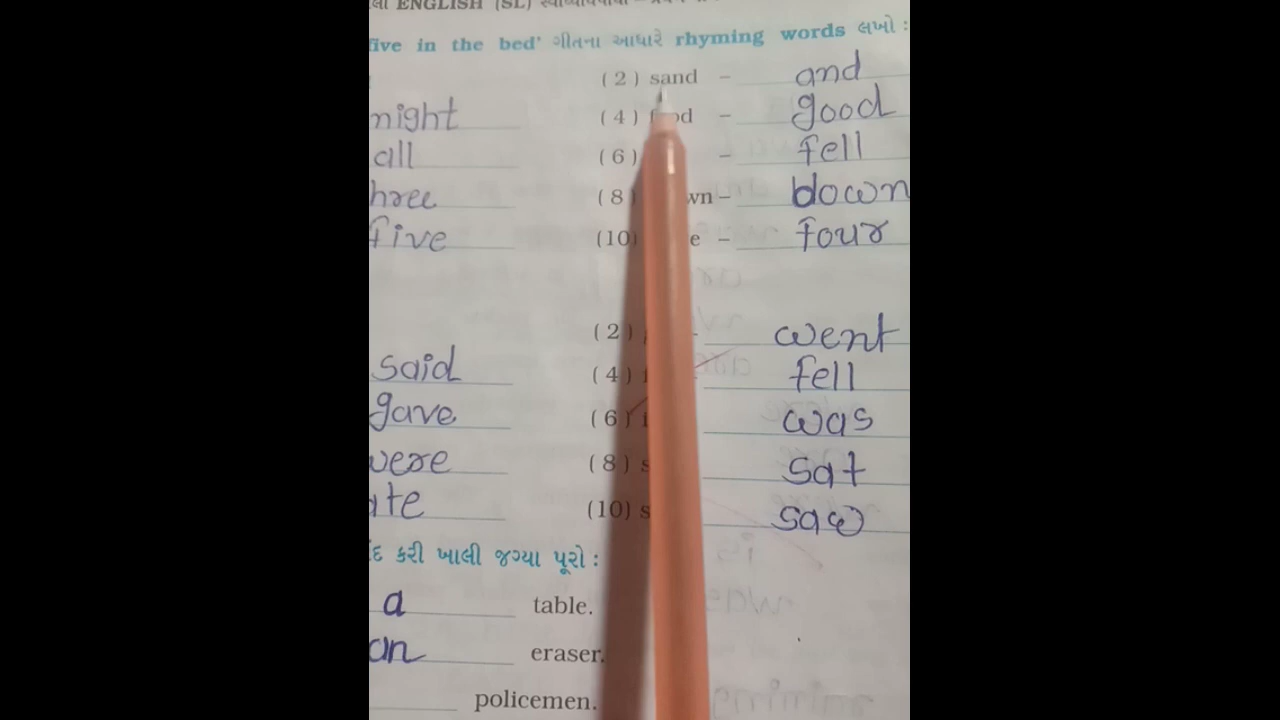 ENGLISH (SL)
five in the bed' ગીતના આધારે rhyming words લખો :
(2) sand - and
night (4) - good
all (6) - fell
hree (8) wn - down
five (10) e - four
(2) - went
said (4) fell
gave (6) was
were (8) s sat
ate (10) s saw
કરી ખાલી જગ્યા પૂરો :
a table.
an eraser.
policemen.